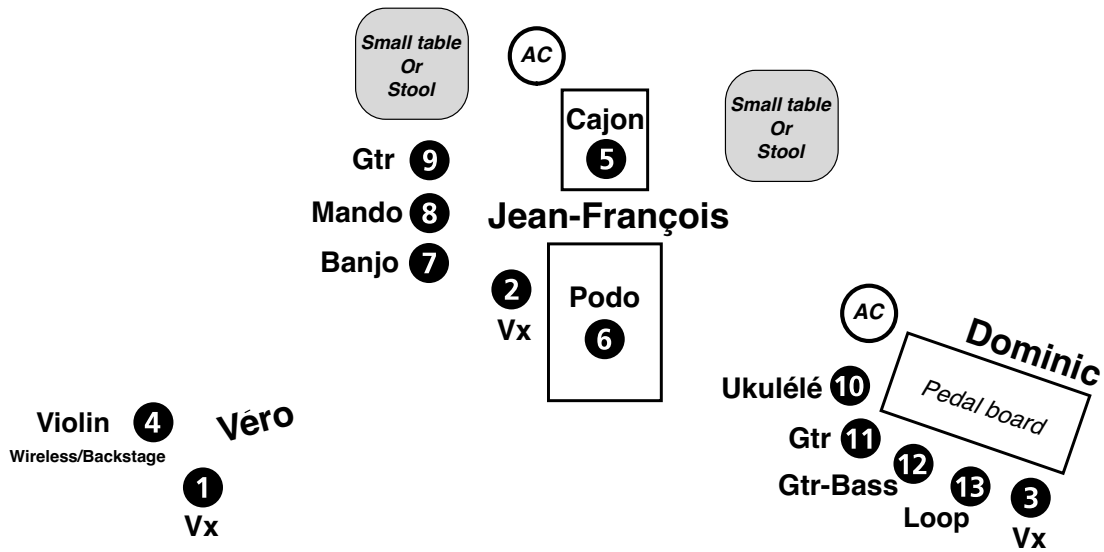 Small table
Or
Stool
AC
Cajon
5
Small table
Or
Stool
Gtr 9
Mando 8
Banjo 7
Jean-François
2
Vx
Podo
6
AC
Dominic
Pedal board
Ukulélé 10
Gtr 11
Gtr-Bass 12
Loop 13
3
Vx
Violin 4
Wireless/Backstage
Véro
1
Vx